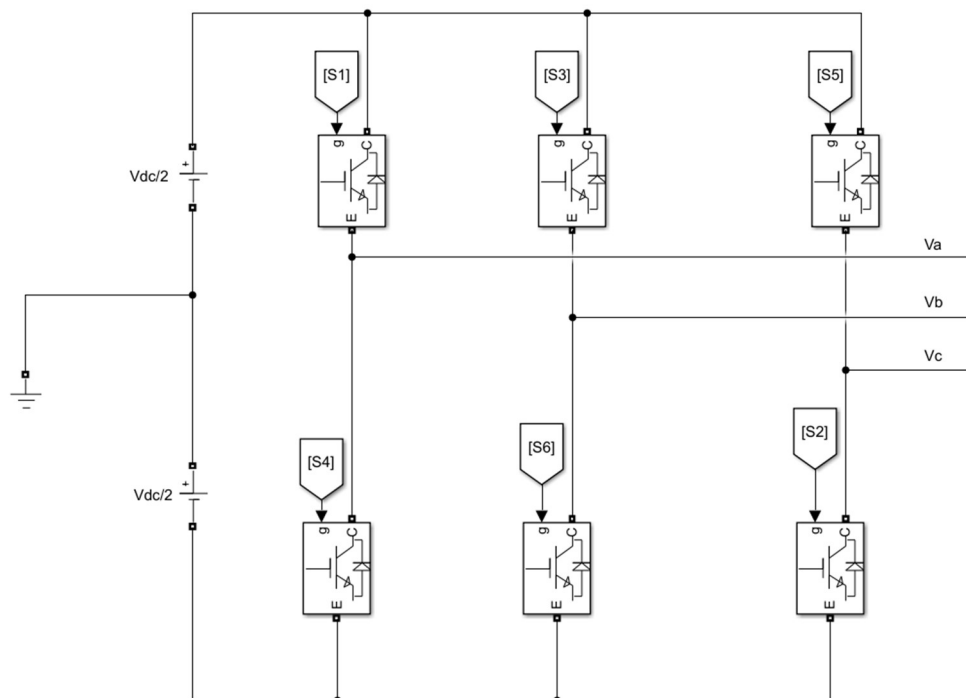 [S1]
[S3]
[S5]
g
C
g
C
g
C
+
Vdc/2
E
E
E
Va
Vb
Vc
[S4]
[S6]
[S2]
+
Vdc/2
g
C
g
C
g
C
E
E
E